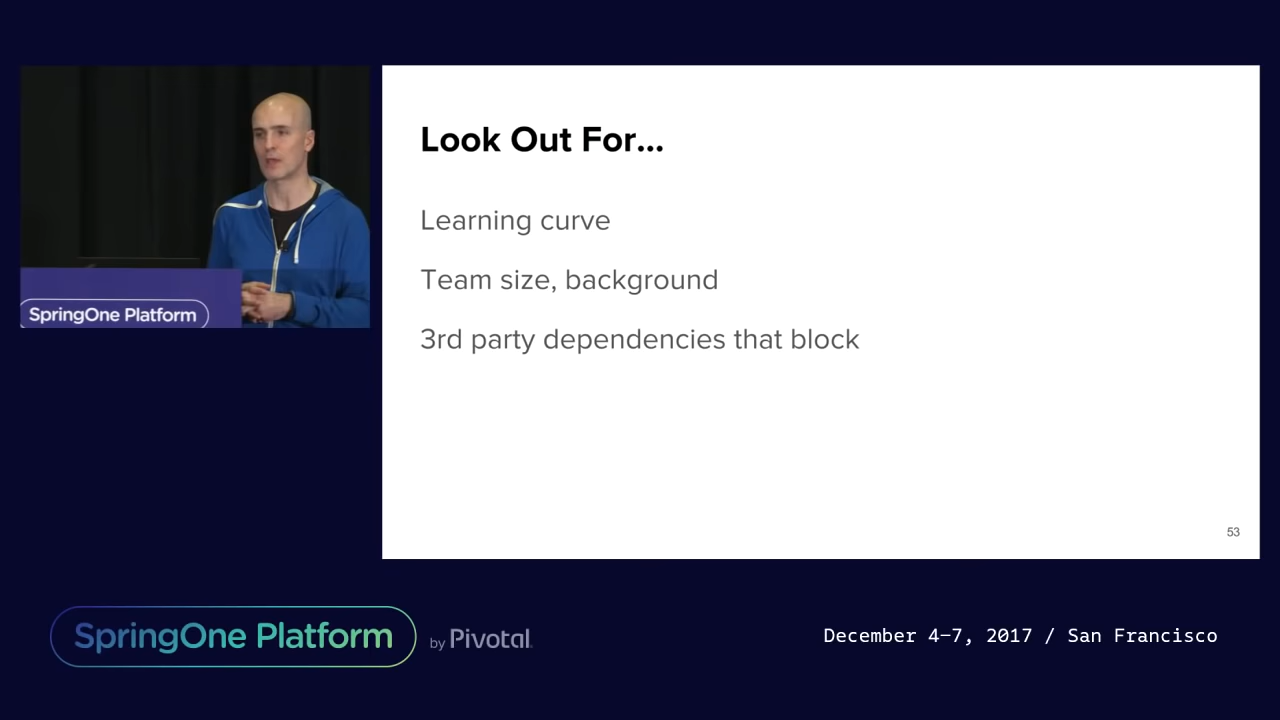 Look Out For...
Learning curve
Team size, background
3rd party dependencies that block
53
SpringOne Platform
SpringOne Platform by Pivotal.
December 4–7, 2017 / San Francisco